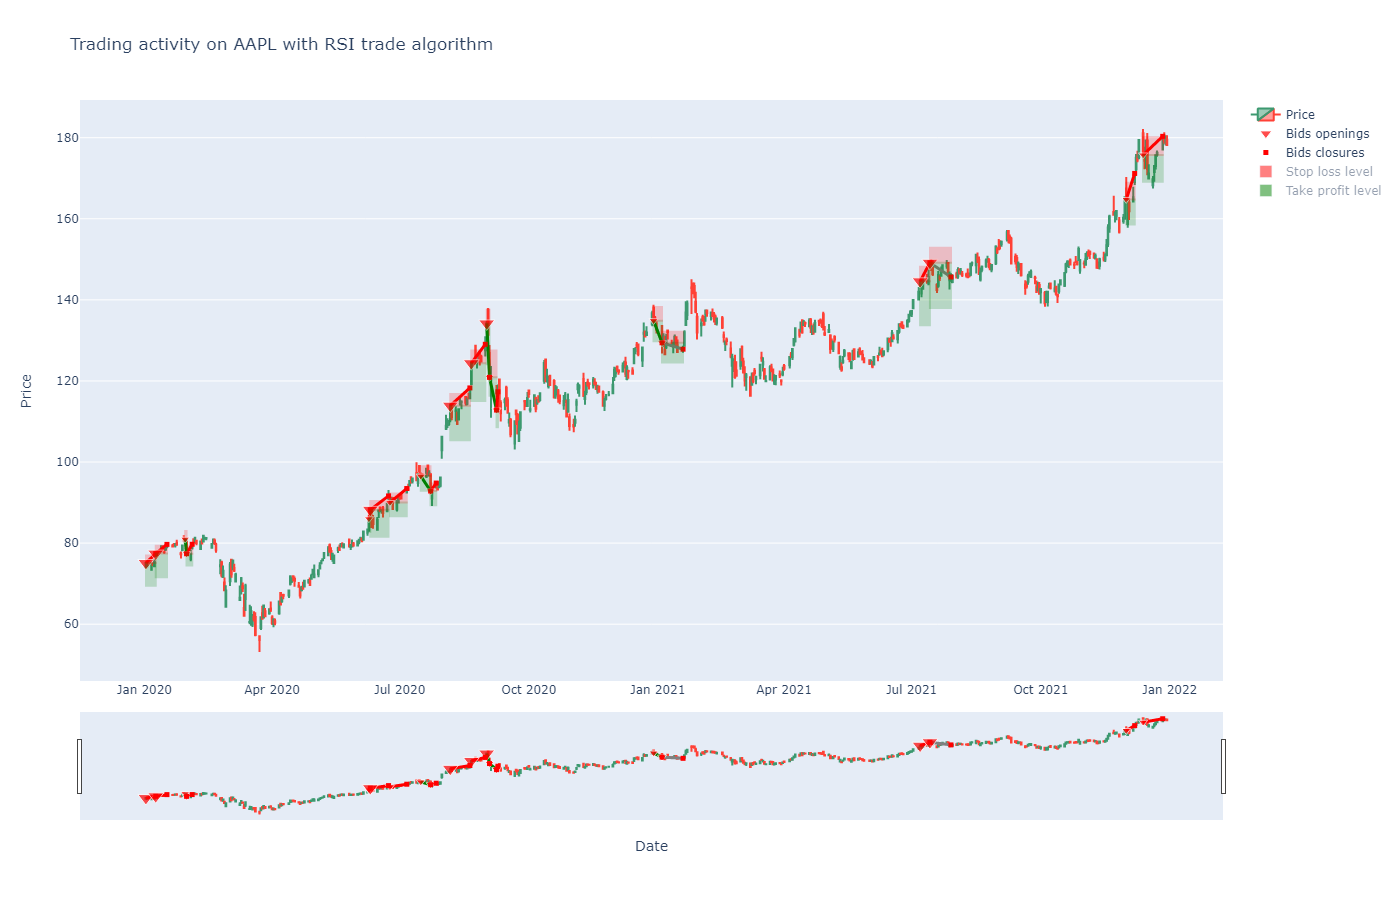 Trading activity on AAPL with RSI trade algorithm
Price
Bids openings
Bids closures
Stop loss level
Take profit level
180
160
140
120
100
80
60
Price
Jan 2020
Apr 2020
Jul 2020
Oct 2020
Jan 2021
Apr 2021
Jul 2021
Oct 2021
Jan 2022
Date